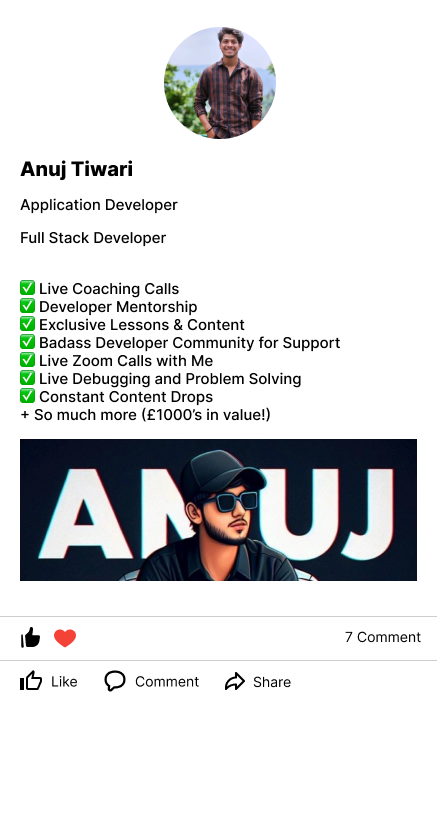 Anuj Tiwari
Application Developer
Full Stack Developer
✅ Live Coaching Calls
✅ Developer Mentorship
✅ Exclusive Lessons & Content
✅ Badass Developer Community for Support
✅ Live Zoom Calls with Me
✅ Live Debugging and Problem Solving
✅ Constant Content Drops
+ So much more (£1000’s in value!)
ANUJ
7 Comment
Like
Comment
Share